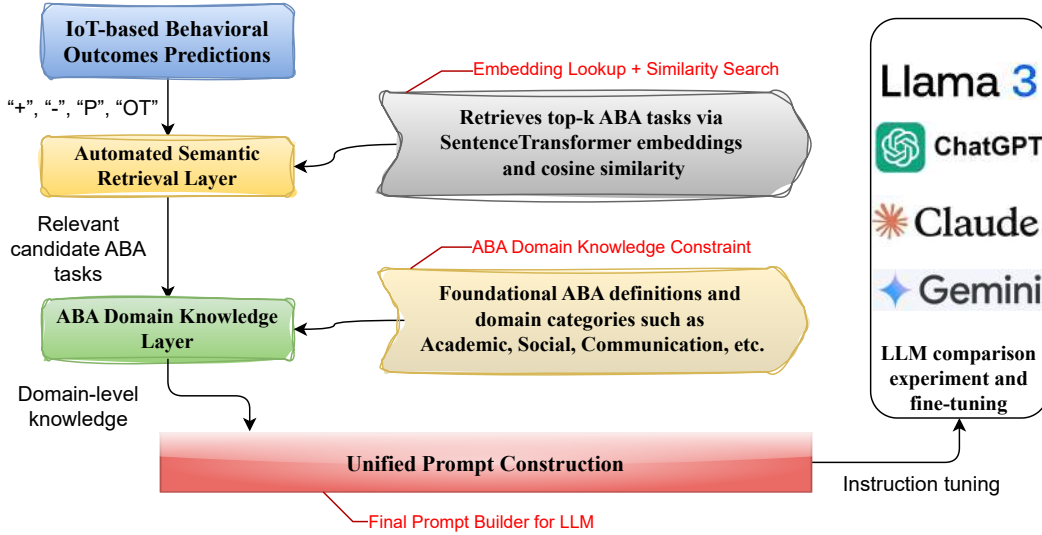 IoT-based Behavioral
Outcomes Predictions
“+”, “-”, “P”, “OT”
Automated Semantic
Retrieval Layer
Embedding Lookup + Similarity Search
Retrieves top-k ABA tasks via
SentenceTransformer embeddings
and cosine similarity
Relevant
candidate ABA
tasks
ABA Domain Knowledge
Layer
ABA Domain Knowledge Constraint
Foundational ABA definitions and
domain categories such as
Academic, Social, Communication, etc.
Domain-level
knowledge
Unified Prompt Construction
Final Prompt Builder for LLM
Instruction tuning
Llama 3
ChatGPT
Claude
Gemini
LLM comparison
experiment and
fine-tuning